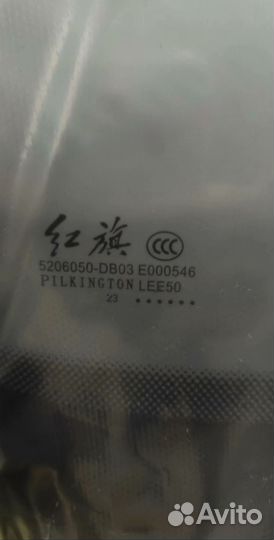 红旗 CCC
5206050-DB03 E000546
PILKINGTON LEE50
23 ......
Avito